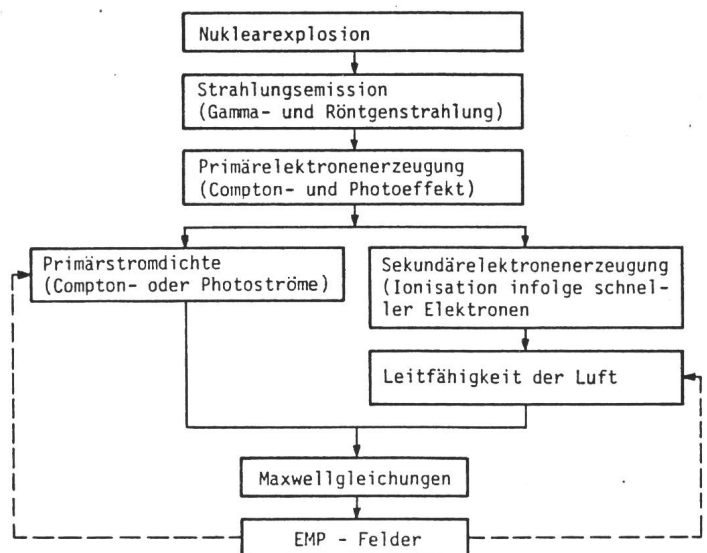 Nuklearexplosion
Strahlungsemission
(Gamma- und Röntgenstrahlung)
Primärelektronenerzeugung
(Compton- und Photoeffekt)
Primärstromdichte
(Compton- oder Photoströme)
Sekundärelektronenerzeugung
(Ionisation infolge schnel-
ler Elektronen
Leitfähigkeit der Luft
Maxwellgleichungen
EMP - Felder